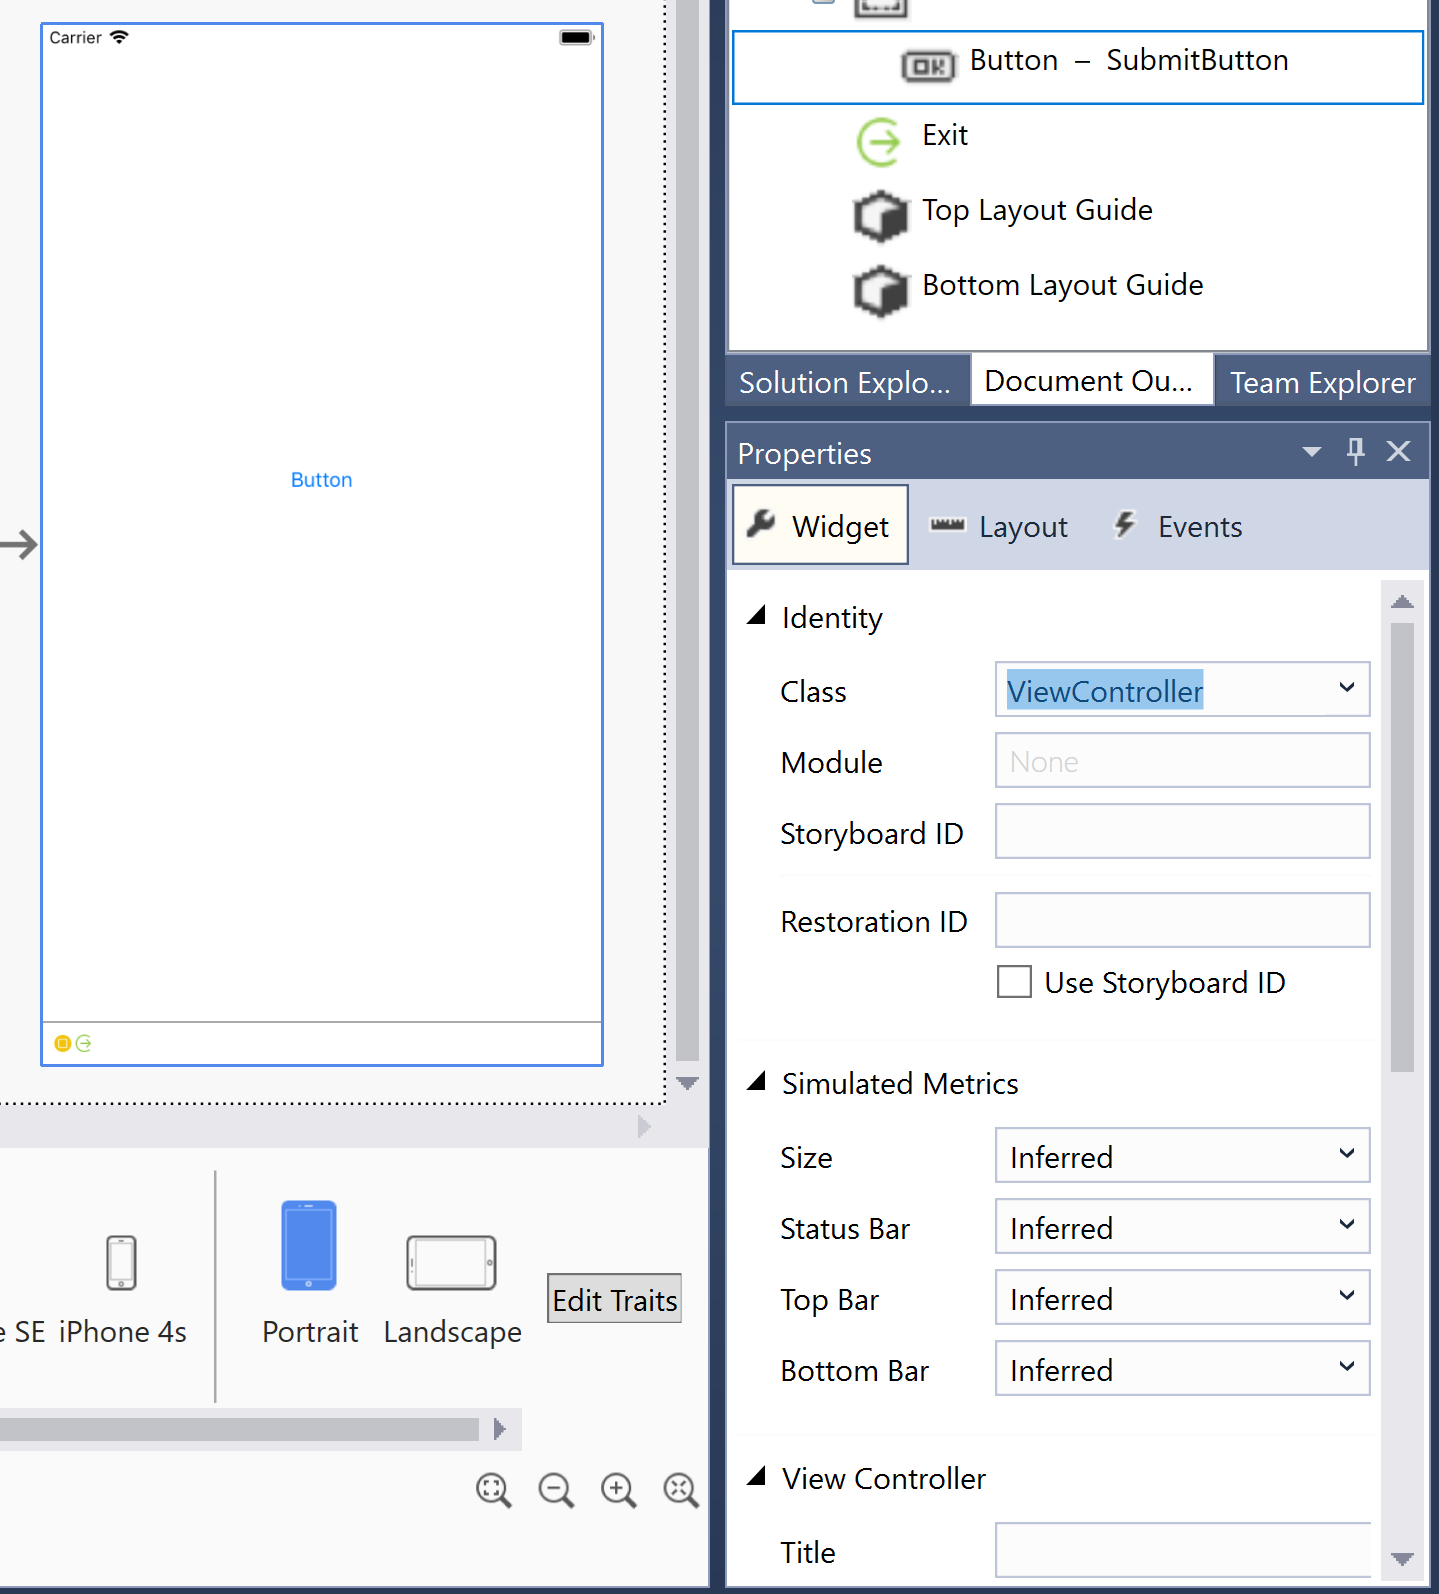 Carrier
Button
e SE
iPhone 4s
Portrait
Landscape
Edit Traits
OK
Button – SubmitButton
Exit
Top Layout Guide
Bottom Layout Guide
Solution Explo...
Document Ou...
Team Explorer
Properties
Widget
Layout
Events
Identity
Class
ViewController
Module
None
Storyboard ID
Restoration ID
Use Storyboard ID
Simulated Metrics
Size
Inferred
Status Bar
Inferred
Top Bar
Inferred
Bottom Bar
Inferred
View Controller
Title